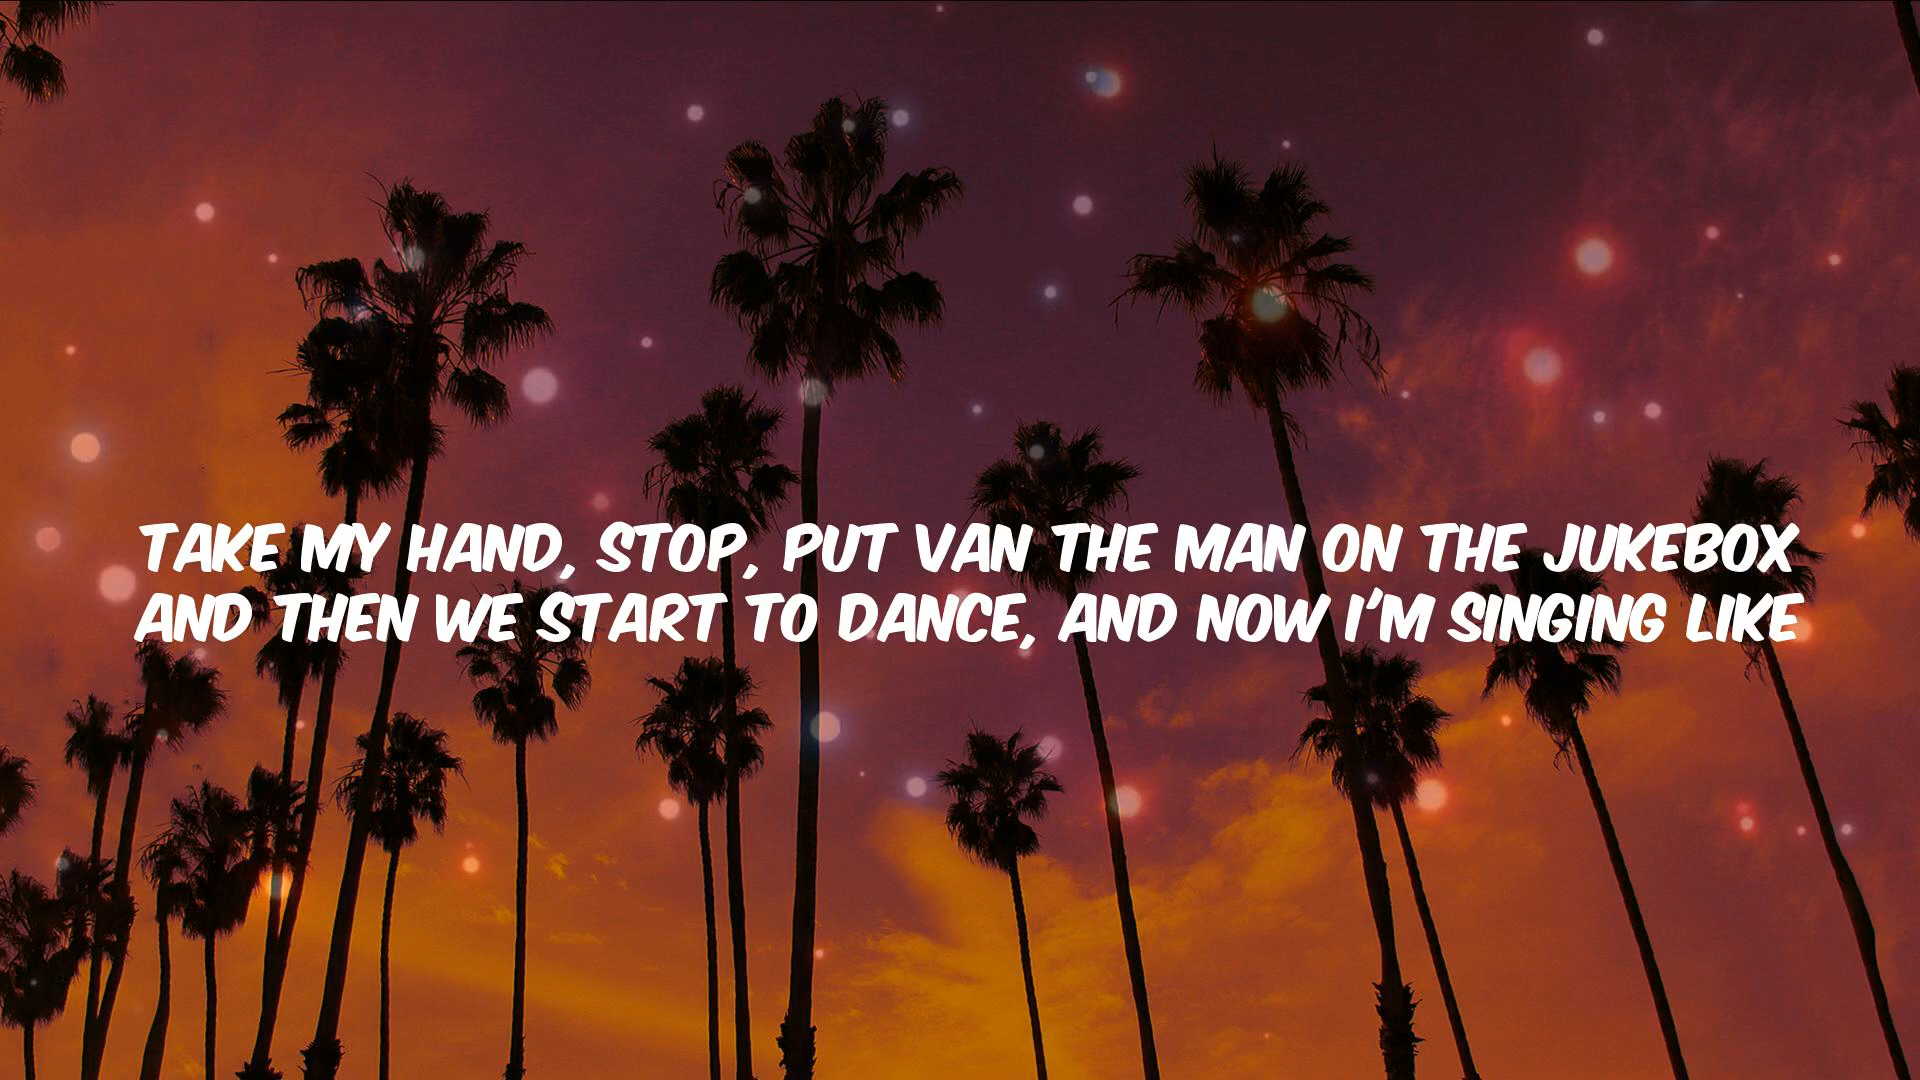 TAKE MY HAND, STOP, PUT VAN THE MAN ON THE JUKEBOX
AND THEN WE START TO DANCE, AND NOW I'M SINGING LIKE